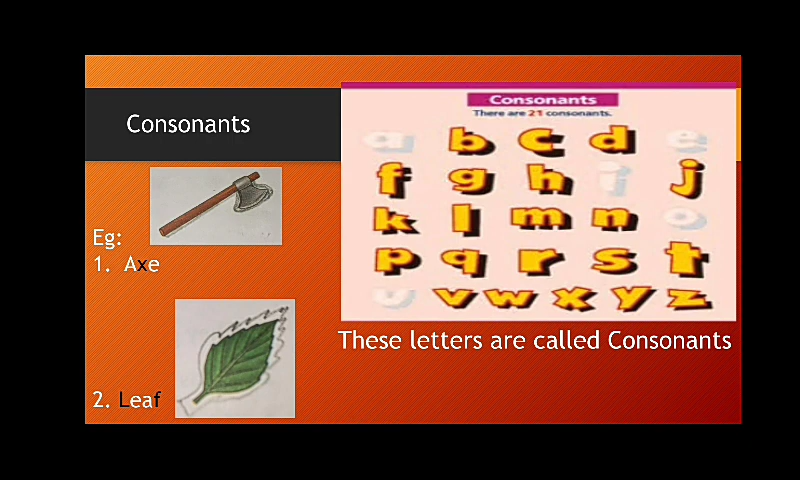 Consonants
Eg:
1. Axe
2. Leaf
Consonants
There are 21 consonants.
a b c d e
f g h i j
k l m n o
p q r s t
u v w x y z
These letters are called Consonants